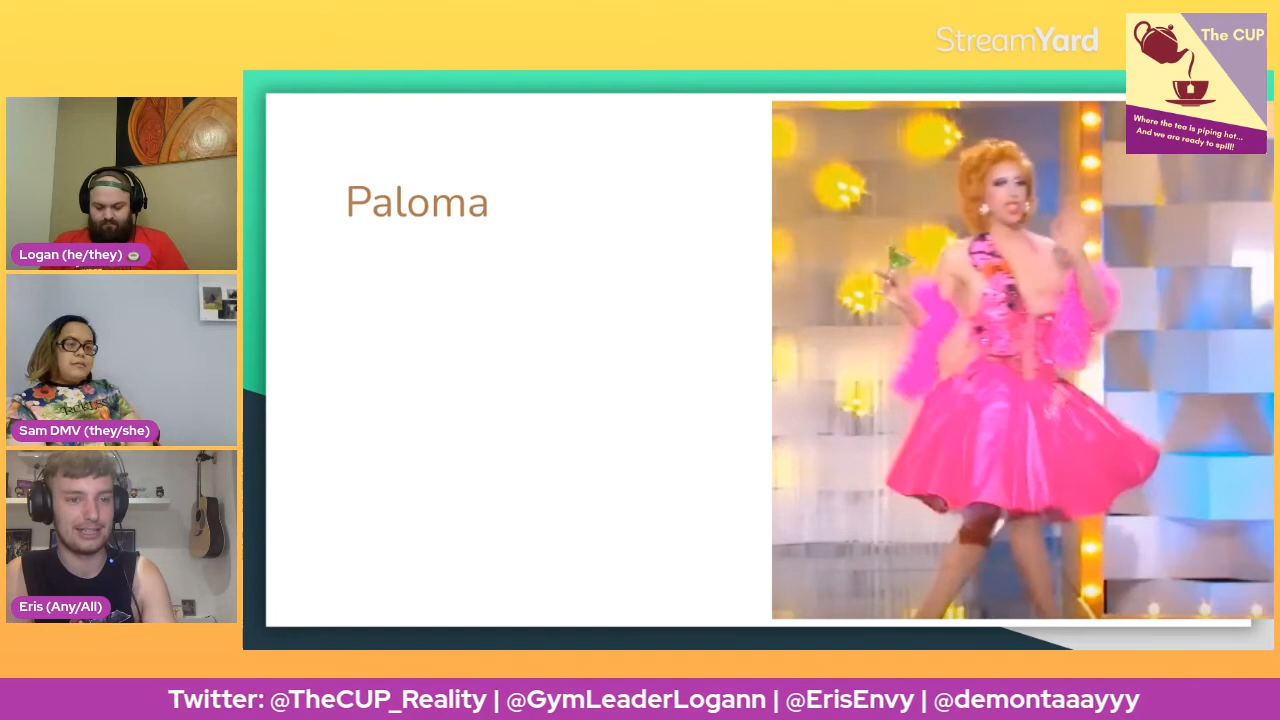 StreamYard
The CUP
Where the tea is piping hot...
And we are ready to spill!
Paloma
Logan (he/they) 🍵
Sam DMV (they/she)
Eris (Any/All)
Twitter: @TheCUP_Reality | @GymLeaderLogann | @ErisEnvy | @demontaaayyy